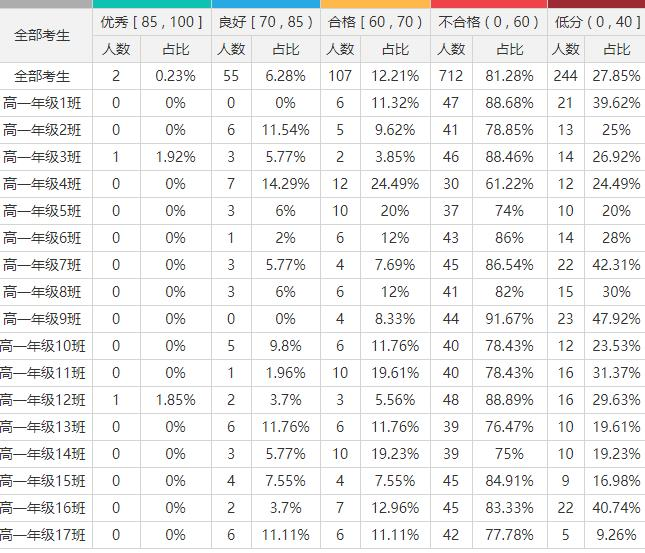 全部考生 优秀 [ 85 , 100 ] 良好 [ 70 , 85 ) 合格 [ 60 , 70 ) 不合格 ( 0 , 60 ) 低分 ( 0 , 40 ]
人数 占比 人数 占比 人数 占比 人数 占比 人数 占比
全部考生 2 0.23% 55 6.28% 107 12.21% 712 81.28% 244 27.85%
高一年级1班 0 0% 0 0% 6 11.32% 47 88.68% 21 39.62%
高一年级2班 0 0% 6 11.54% 5 9.62% 41 78.85% 13 25%
高一年级3班 1 1.92% 3 5.77% 2 3.85% 46 88.46% 14 26.92%
高一年级4班 0 0% 7 14.29% 12 24.49% 30 61.22% 12 24.49%
高一年级5班 0 0% 3 6% 10 20% 37 74% 10 20%
高一年级6班 0 0% 1 2% 6 12% 43 86% 14 28%
高一年级7班 0 0% 3 5.77% 4 7.69% 45 86.54% 22 42.31%
高一年级8班 0 0% 3 6% 6 12% 41 82% 15 30%
高一年级9班 0 0% 0 0% 4 8.33% 44 91.67% 23 47.92%
高一年级10班 0 0% 5 9.8% 6 11.76% 40 78.43% 12 23.53%
高一年级11班 0 0% 1 1.96% 10 19.61% 40 78.43% 16 31.37%
高一年级12班 1 1.85% 2 3.7% 3 5.56% 48 88.89% 16 29.63%
高一年级13班 0 0% 6 11.76% 6 11.76% 39 76.47% 10 19.61%
高一年级14班 0 0% 3 5.77% 10 19.23% 39 75% 10 19.23%
高一年级15班 0 0% 4 7.55% 4 7.55% 45 84.91% 9 16.98%
高一年级16班 0 0% 2 3.7% 7 12.96% 45 83.33% 22 40.74%
高一年级17班 0 0% 6 11.11% 6 11.11% 42 77.78% 5 9.26%